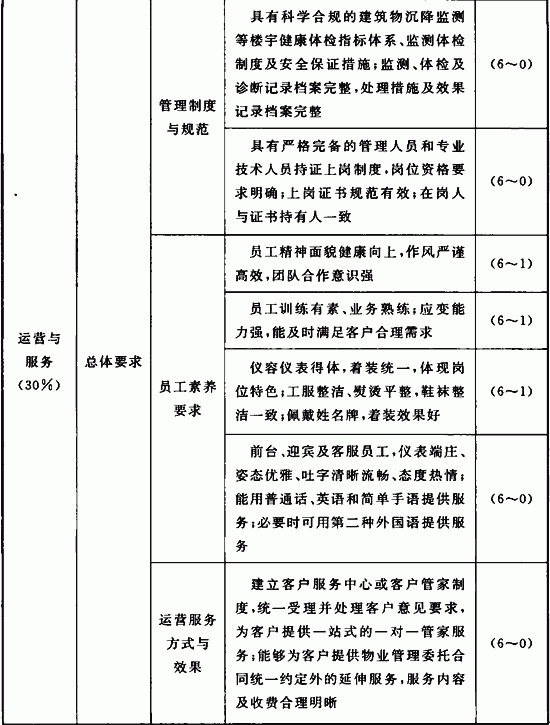 具有科学合规的建筑物沉降监测
等楼宇健康体检指标体系、监测体检
制度及安全保证措施;监测、体检及
诊断记录档案完整,处理措施及效果
记录档案完整
(6～0)
管理制度
与规范
具有严格完备的管理人员和专业
技术人员持证上岗制度,岗位资格要
求明确;上岗证书规范有效;在岗人
与证书持有人一致
(6～0)
运营与
服务
(30%)
总体要求
员工素养
要求
员工精神面貌健康向上,作风严谨
高效,团队合作意识强
(6～1)
员工训练有素、业务熟练;应变能
力强,能及时满足客户合理需求
(6～1)
仪容仪表得体,着装统一,体现岗
位特色;工服整洁、熨烫平整,鞋袜整
洁一致;佩戴姓名牌,着装效果好
(6～1)
前台、迎宾及客服员工,仪表端庄、
姿态优雅、吐字清晰流畅、态度热情;
能用普通话、英语和简单手语提供服
务;必要时可用第二种外国语提供服
务
(6～0)
运营服务
方式与
效果
建立客户服务中心或客户管家制
度,统一受理并处理客户意见要求,
为客户提供一站式的一对一管家服
务;能够为客户提供物业管理委托合
同统一约定外的延伸服务,服务内容
及收费合理明晰
(6～0)